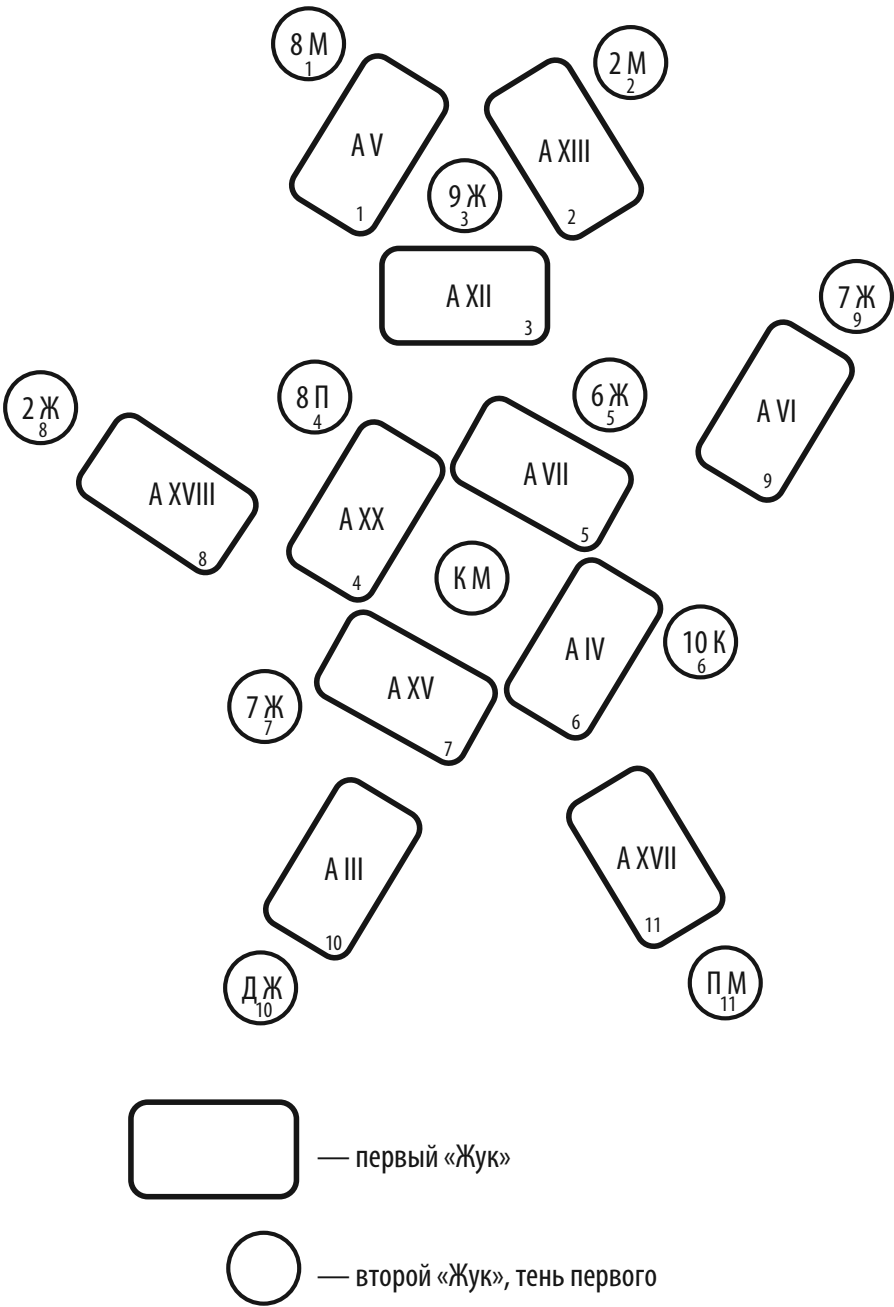 8 М
1
2 М
2
А V
1
А XIII
2
9 Ж
3
А XII
3
7 Ж
9
А VI
9
2 Ж
8
А XVIII
8
8 П
4
А XX
4
6 Ж
5
А VII
5
К М
10 К
6
А IV
6
7 Ж
7
А XV
7
А III
10
А XVII
11
Д Ж
10
П М
11
— первый «Жук»
— второй «Жук», тень первого